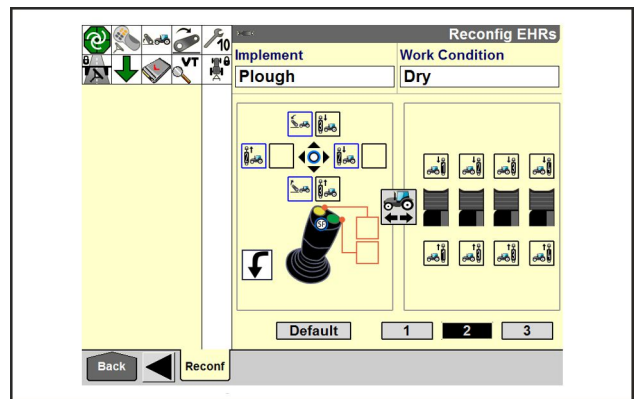 10
VT
Reconfig EHRs
Implement
Work Condition
Plough
Dry
Default
1
2
3
Back
Reconf